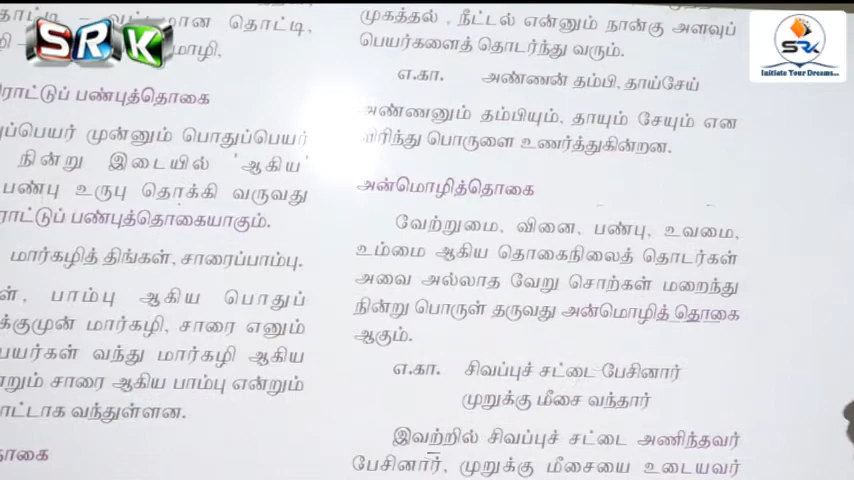 SRK
தொட்டி,
ராட்டுப் பண்புத்தொகை
முன்னும் பொதுப்பெயர்
நின்று இடையில் 'ஆகிய'
பண்பு உருபு தொக்கி வருவது
ராட்டுப் பண்புத்தொகையாகும்.
மார்கழித் திங்கள், சாரைப்பாம்பு.
பாம்பு ஆகிய பொதுப்
க்குமுன் மார்கழி, சாரை எனும்
பெயர்கள் வந்து மார்கழி ஆகிய
சாரை ஆகிய பாம்பு என்றும்
வந்துள்ளன.
முகத்தல், நீட்டல் என்னும் நான்கு அளவுப்
பெயர்களைத் தொடர்ந்து வரும்.
எ.கா. அண்ணன் தம்பி, தாய்சேய்
அண்ணனும் தம்பியும், தாயும் சேயும் என
விரிந்து பொருளை உணர்த்துகின்றன.
அன்மொழித்தொகை
வேற்றுமை, வினை, பண்பு, உவமை,
உம்மை ஆகிய தொகைநிலைத் தொடர்கள்
அவை அல்லாத வேறு சொற்கள் மறைந்து
நின்று பொருள் தருவது அன்மொழித் தொகை
ஆகும்.
எ.கா. சிவப்புச் சட்டை பேசினார்
முறுக்கு மீசை வந்தார்
இவற்றில் சிவப்புச் சட்டை அணிந்தவர்
பேசினார், முறுக்கு மீசையை உடையவர்
SRK
Initiate Your Dreams...